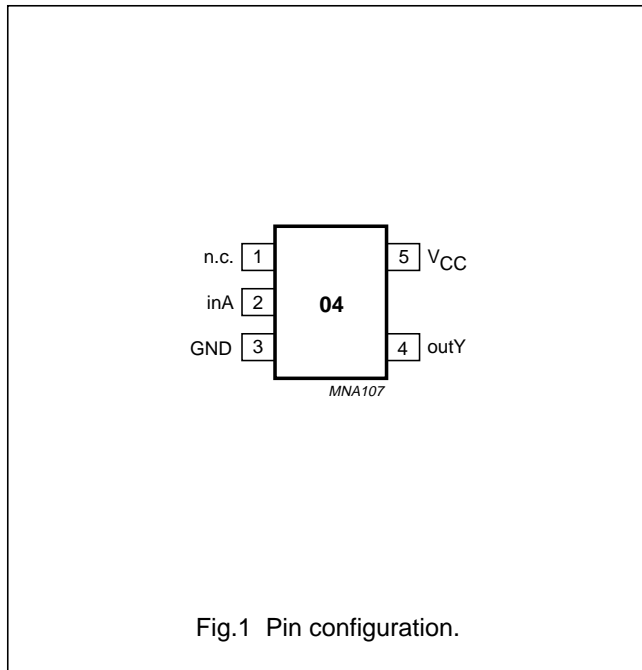 n.c. 1 5 VCC
inA 2 04
GND 3 4 outY
MNA107
Fig.1 Pin configuration.